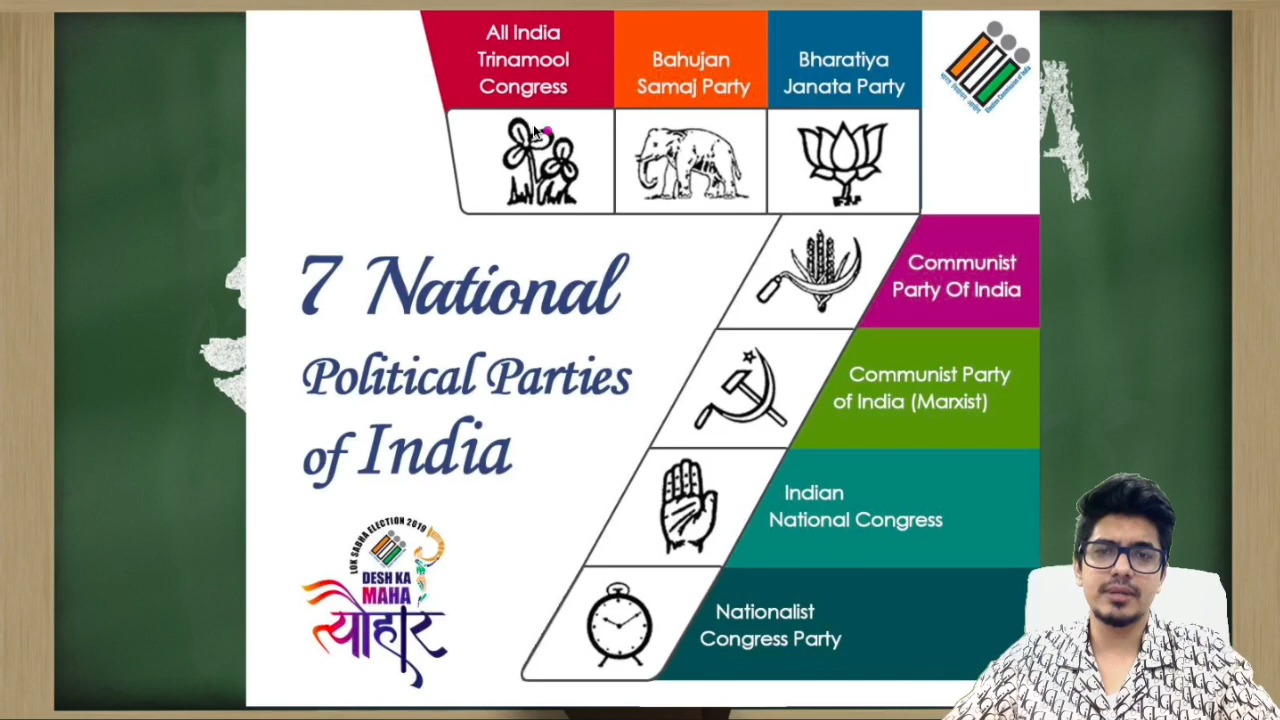 All India
Trinamool
Congress
Bahujan
Samaj Party
Bharatiya
Janata Party
Communist
Party Of India
7 National
Political Parties
of India
Communist Party
of India (Marxist)
Indian
National Congress
LOK SABHA ELECTION 2019
DESH KA
MAHA
त्यौहार
Nationalist
Congress Party